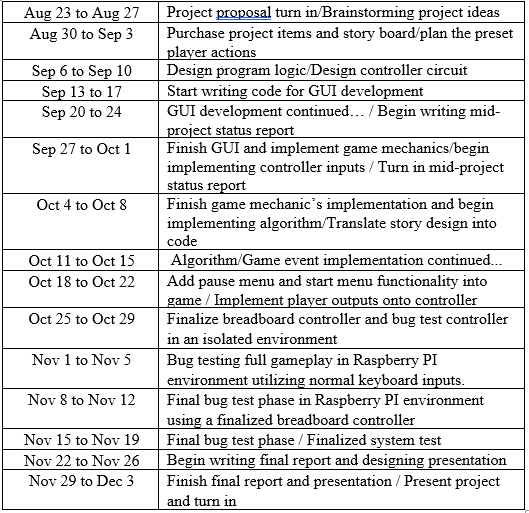 Aug 23 to Aug 27 Project proposal turn in/Brainstorming project ideas
Aug 30 to Sep 3 Purchase project items and story board/plan the preset
player actions
Sep 6 to Sep 10 Design program logic/Design controller circuit
Sep 13 to 17 Start writing code for GUI development
Sep 20 to 24 GUI development continued… / Begin writing mid-
project status report
Sep 27 to Oct 1 Finish GUI and implement game mechanics/begin
implementing controller inputs / Turn in mid-project
status report
Oct 4 to Oct 8 Finish game mechanic’s implementation and begin
implementing algorithm/Translate story design into
code
Oct 11 to Oct 15 Algorithm/Game event implementation continued...
Oct 18 to Oct 22 Add pause menu and start menu functionality into
game / Implement player outputs onto controller
Oct 25 to Oct 29 Finalize breadboard controller and bug test controller
in an isolated environment
Nov 1 to Nov 5 Bug testing full gameplay in Raspberry PI
environment utilizing normal keyboard inputs.
Nov 8 to Nov 12 Final bug test phase in Raspberry PI environment
using a finalized breadboard controller
Nov 15 to Nov 19 Final bug test phase / Finalized system test
Nov 22 to Nov 26 Begin writing final report and designing presentation
Nov 29 to Dec 3 Finish final report and presentation / Present project
and turn in